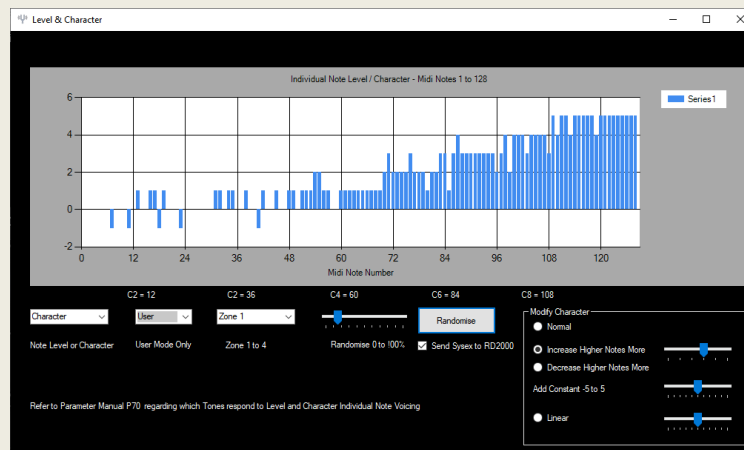 Level & Character
Individual Note Level / Character - Midi Notes 1 to 128
Series1
6
4
2
0
-2
0 12 24 36 48 60 72 84 96 108 120
Midi Note Number
C2 = 12 C2 = 36 C4 = 60 C6 = 84 C8 = 108
Character User Zone 1 Randomise
Note Level or Character User Mode Only Zone 1 to 4 Randomise 0 to !00% Send Sysex to RD2000
Modify Character
Normal
Increase Higher Notes More
Decrease Higher Notes More
Add Constant -5 to 5
Linear
Refer to Parameter Manual P70 regarding which Tones respond to Level and Character Individual Note Voicing